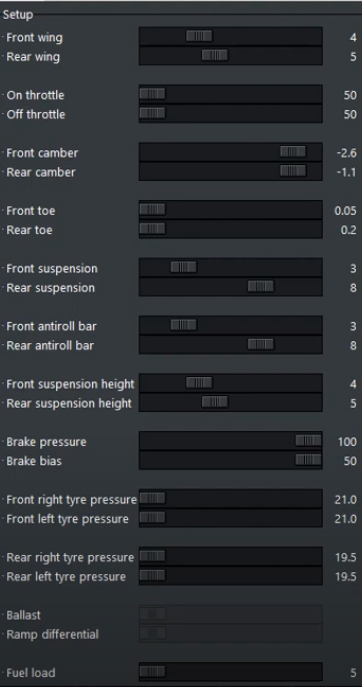 Setup
Front wing 4
Rear wing 5
On throttle 50
Off throttle 50
Front camber -2.6
Rear camber -1.1
Front toe 0.05
Rear toe 0.2
Front suspension 3
Rear suspension 8
Front antiroll bar 3
Rear antiroll bar 8
Front suspension height 4
Rear suspension height 5
Brake pressure 100
Brake bias 50
Front right tyre pressure 21.0
Front left tyre pressure 21.0
Rear right tyre pressure 19.5
Rear left tyre pressure 19.5
Ballast
Ramp differential
Fuel load 5